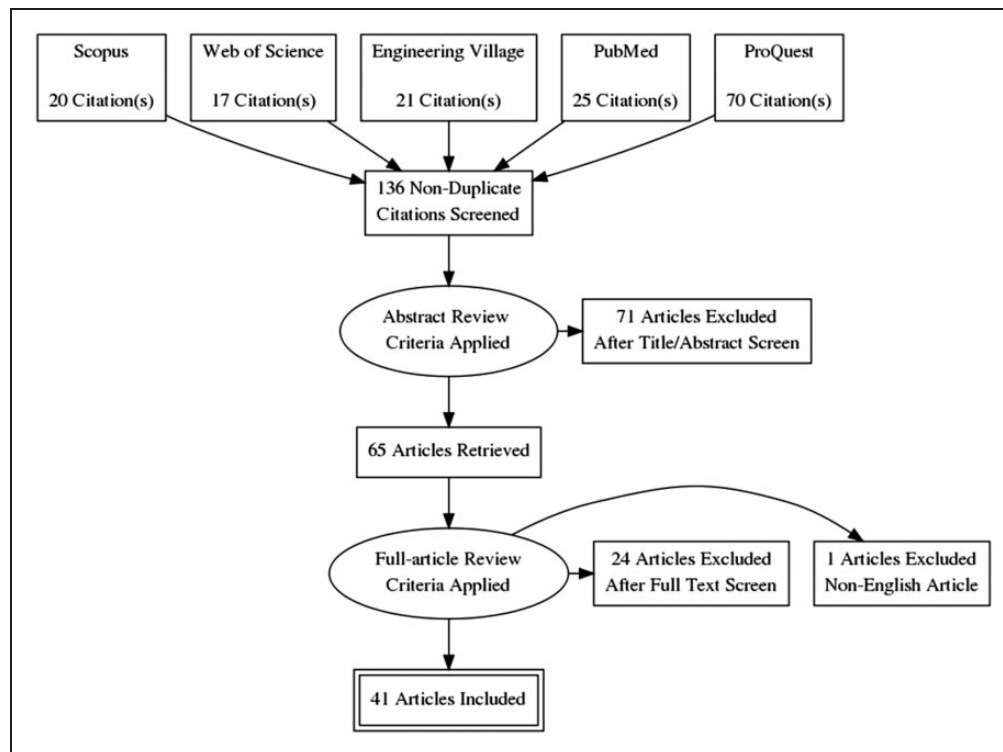 Scopus
20 Citation(s)
Web of Science
17 Citation(s)
Engineering Village
21 Citation(s)
PubMed
25 Citation(s)
ProQuest
70 Citation(s)
136 Non-Duplicate
Citations Screened
Abstract Review
Criteria Applied
71 Articles Excluded
After Title/Abstract Screen
65 Articles Retrieved
Full-article Review
Criteria Applied
24 Articles Excluded
After Full Text Screen
1 Articles Excluded
Non-English Article
41 Articles Included